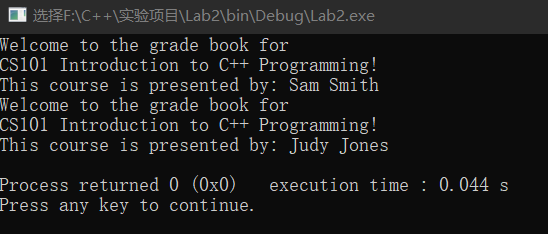 选择F:\C++\实验项目\Lab2\bin\Debug\Lab2.exe
Welcome to the grade book for
CS101 Introduction to C++ Programming!
This course is presented by: Sam Smith
Welcome to the grade book for
CS101 Introduction to C++ Programming!
This course is presented by: Judy Jones
Process returned 0 (0x0)   execution time : 0.044 s
Press any key to continue.